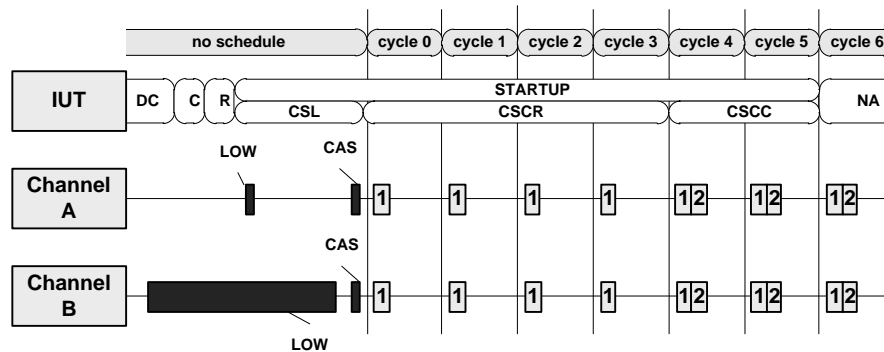 no schedule cycle 0 cycle 1 cycle 2 cycle 3 cycle 4 cycle 5 cycle 6
IUT DC C R STARTUP NA
CSL CSCR CSCC
LOW CAS
Channel A 1 1 1 1 1 2 1 2 1 2
CAS
Channel B 1 1 1 1 1 2 1 2 1 2
LOW